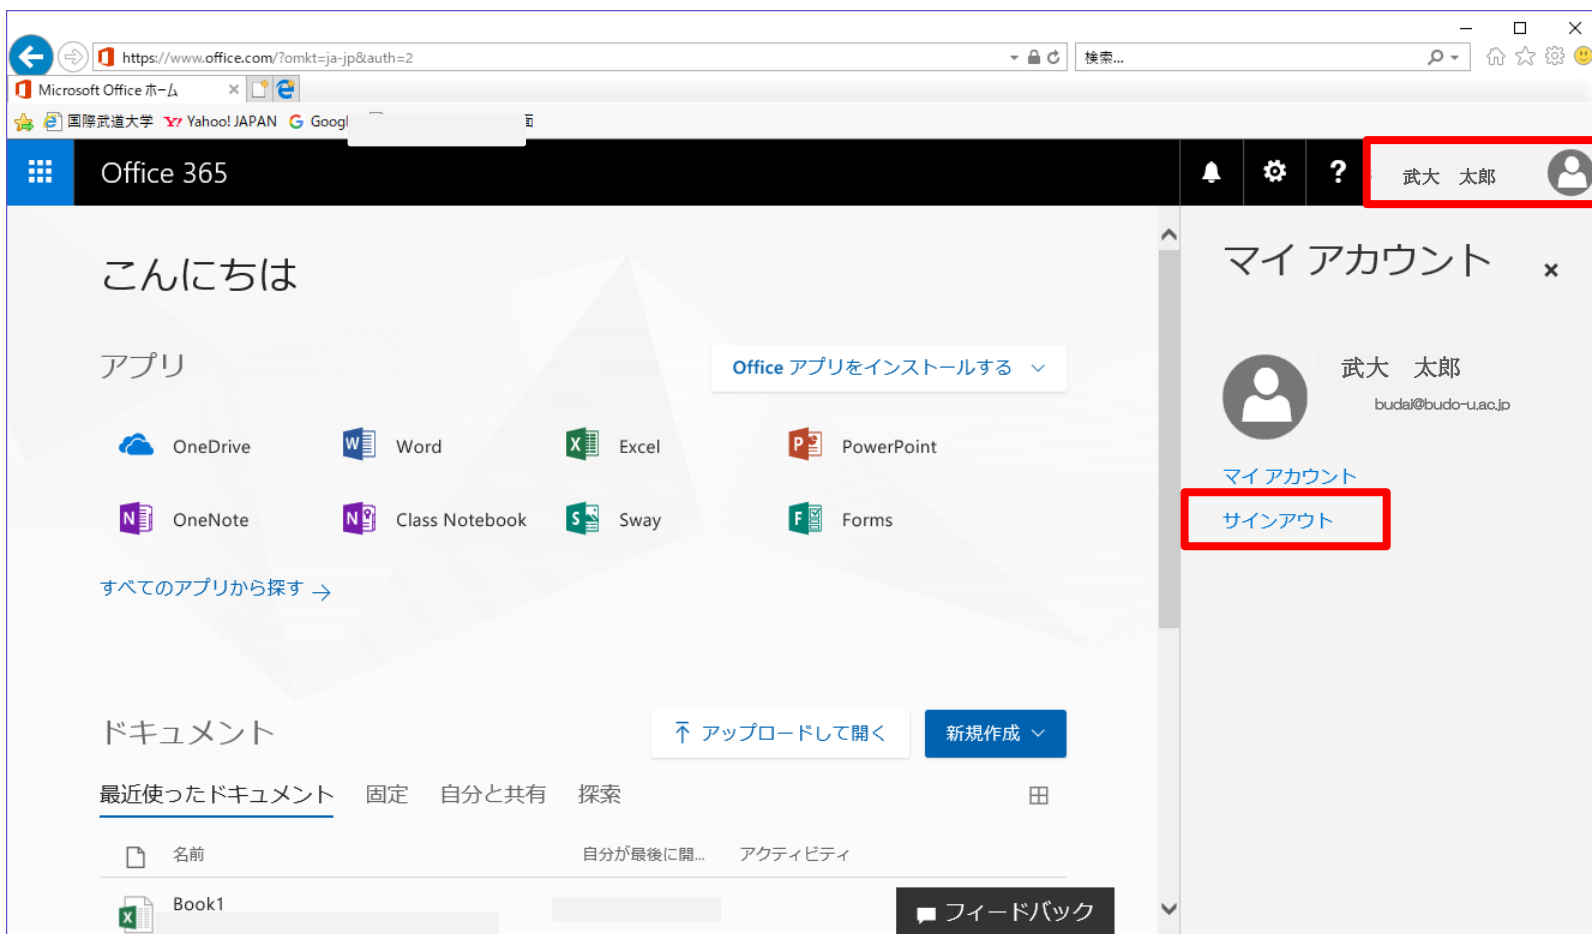 https://www.office.com/?omkt=ja-jp&auth=2
検索...
Microsoft Office ホーム
国際武道大学 Yahoo! JAPAN Googl 面
Office 365
? 武大　太郎
こんにちは
マイ アカウント ×
アプリ
Office アプリをインストールする
武大　太郎
budai@budo-u.ac.jp
OneDrive Word Excel PowerPoint
マイ アカウント
OneNote Class Notebook Sway Forms
サインアウト
すべてのアプリから探す →
ドキュメント
アップロードして開く 新規作成
最近使ったドキュメント 固定 自分と共有 探索
名前 自分が最後に開... アクティビティ
Book1
フィードバック